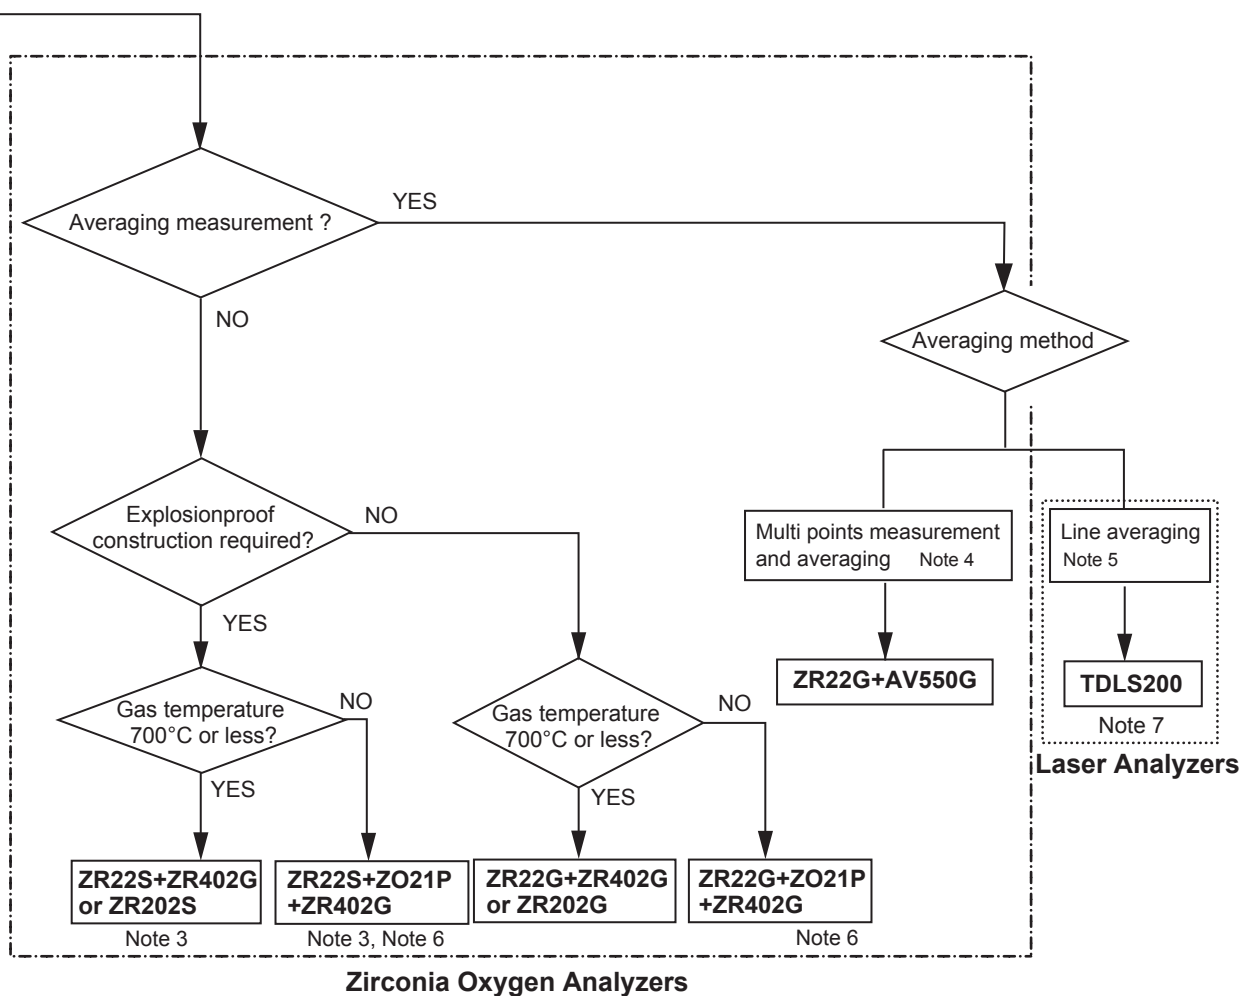 Averaging measurement ?
YES
NO
Averaging method
Explosionproof
construction required?
NO
YES
Multi points measurement
and averaging Note 4
Line averaging
Note 5
ZR22G+AV550G
TDLS200
Note 7
Laser Analyzers
Gas temperature
700°C or less?
NO
YES
Gas temperature
700°C or less?
NO
YES
ZR22S+ZR402G
or ZR202S
Note 3
ZR22S+ZO21P
+ZR402G
Note 3, Note 6
ZR22G+ZR402G
or ZR202G
ZR22G+ZO21P
+ZR402G
Note 6
Zirconia Oxygen Analyzers